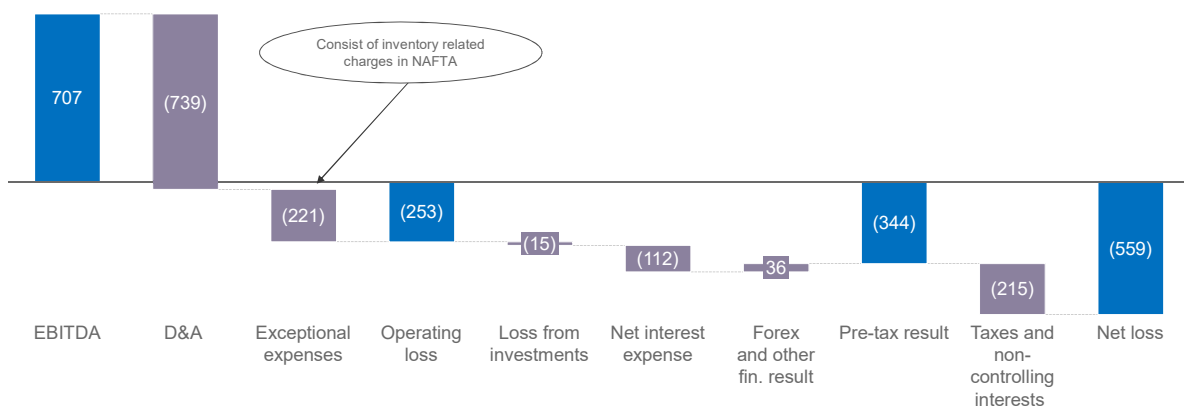 Consist of inventory related
charges in NAFTA
707
(739)
(221)
(253)
(15)
(112)
36
(344)
(215)
(559)
EBITDA
D&A
Exceptional
expenses
Operating
loss
Loss from
investments
Net interest
expense
Forex
and other
fin. result
Pre-tax result
Taxes and
non-
controlling
interests
Net loss